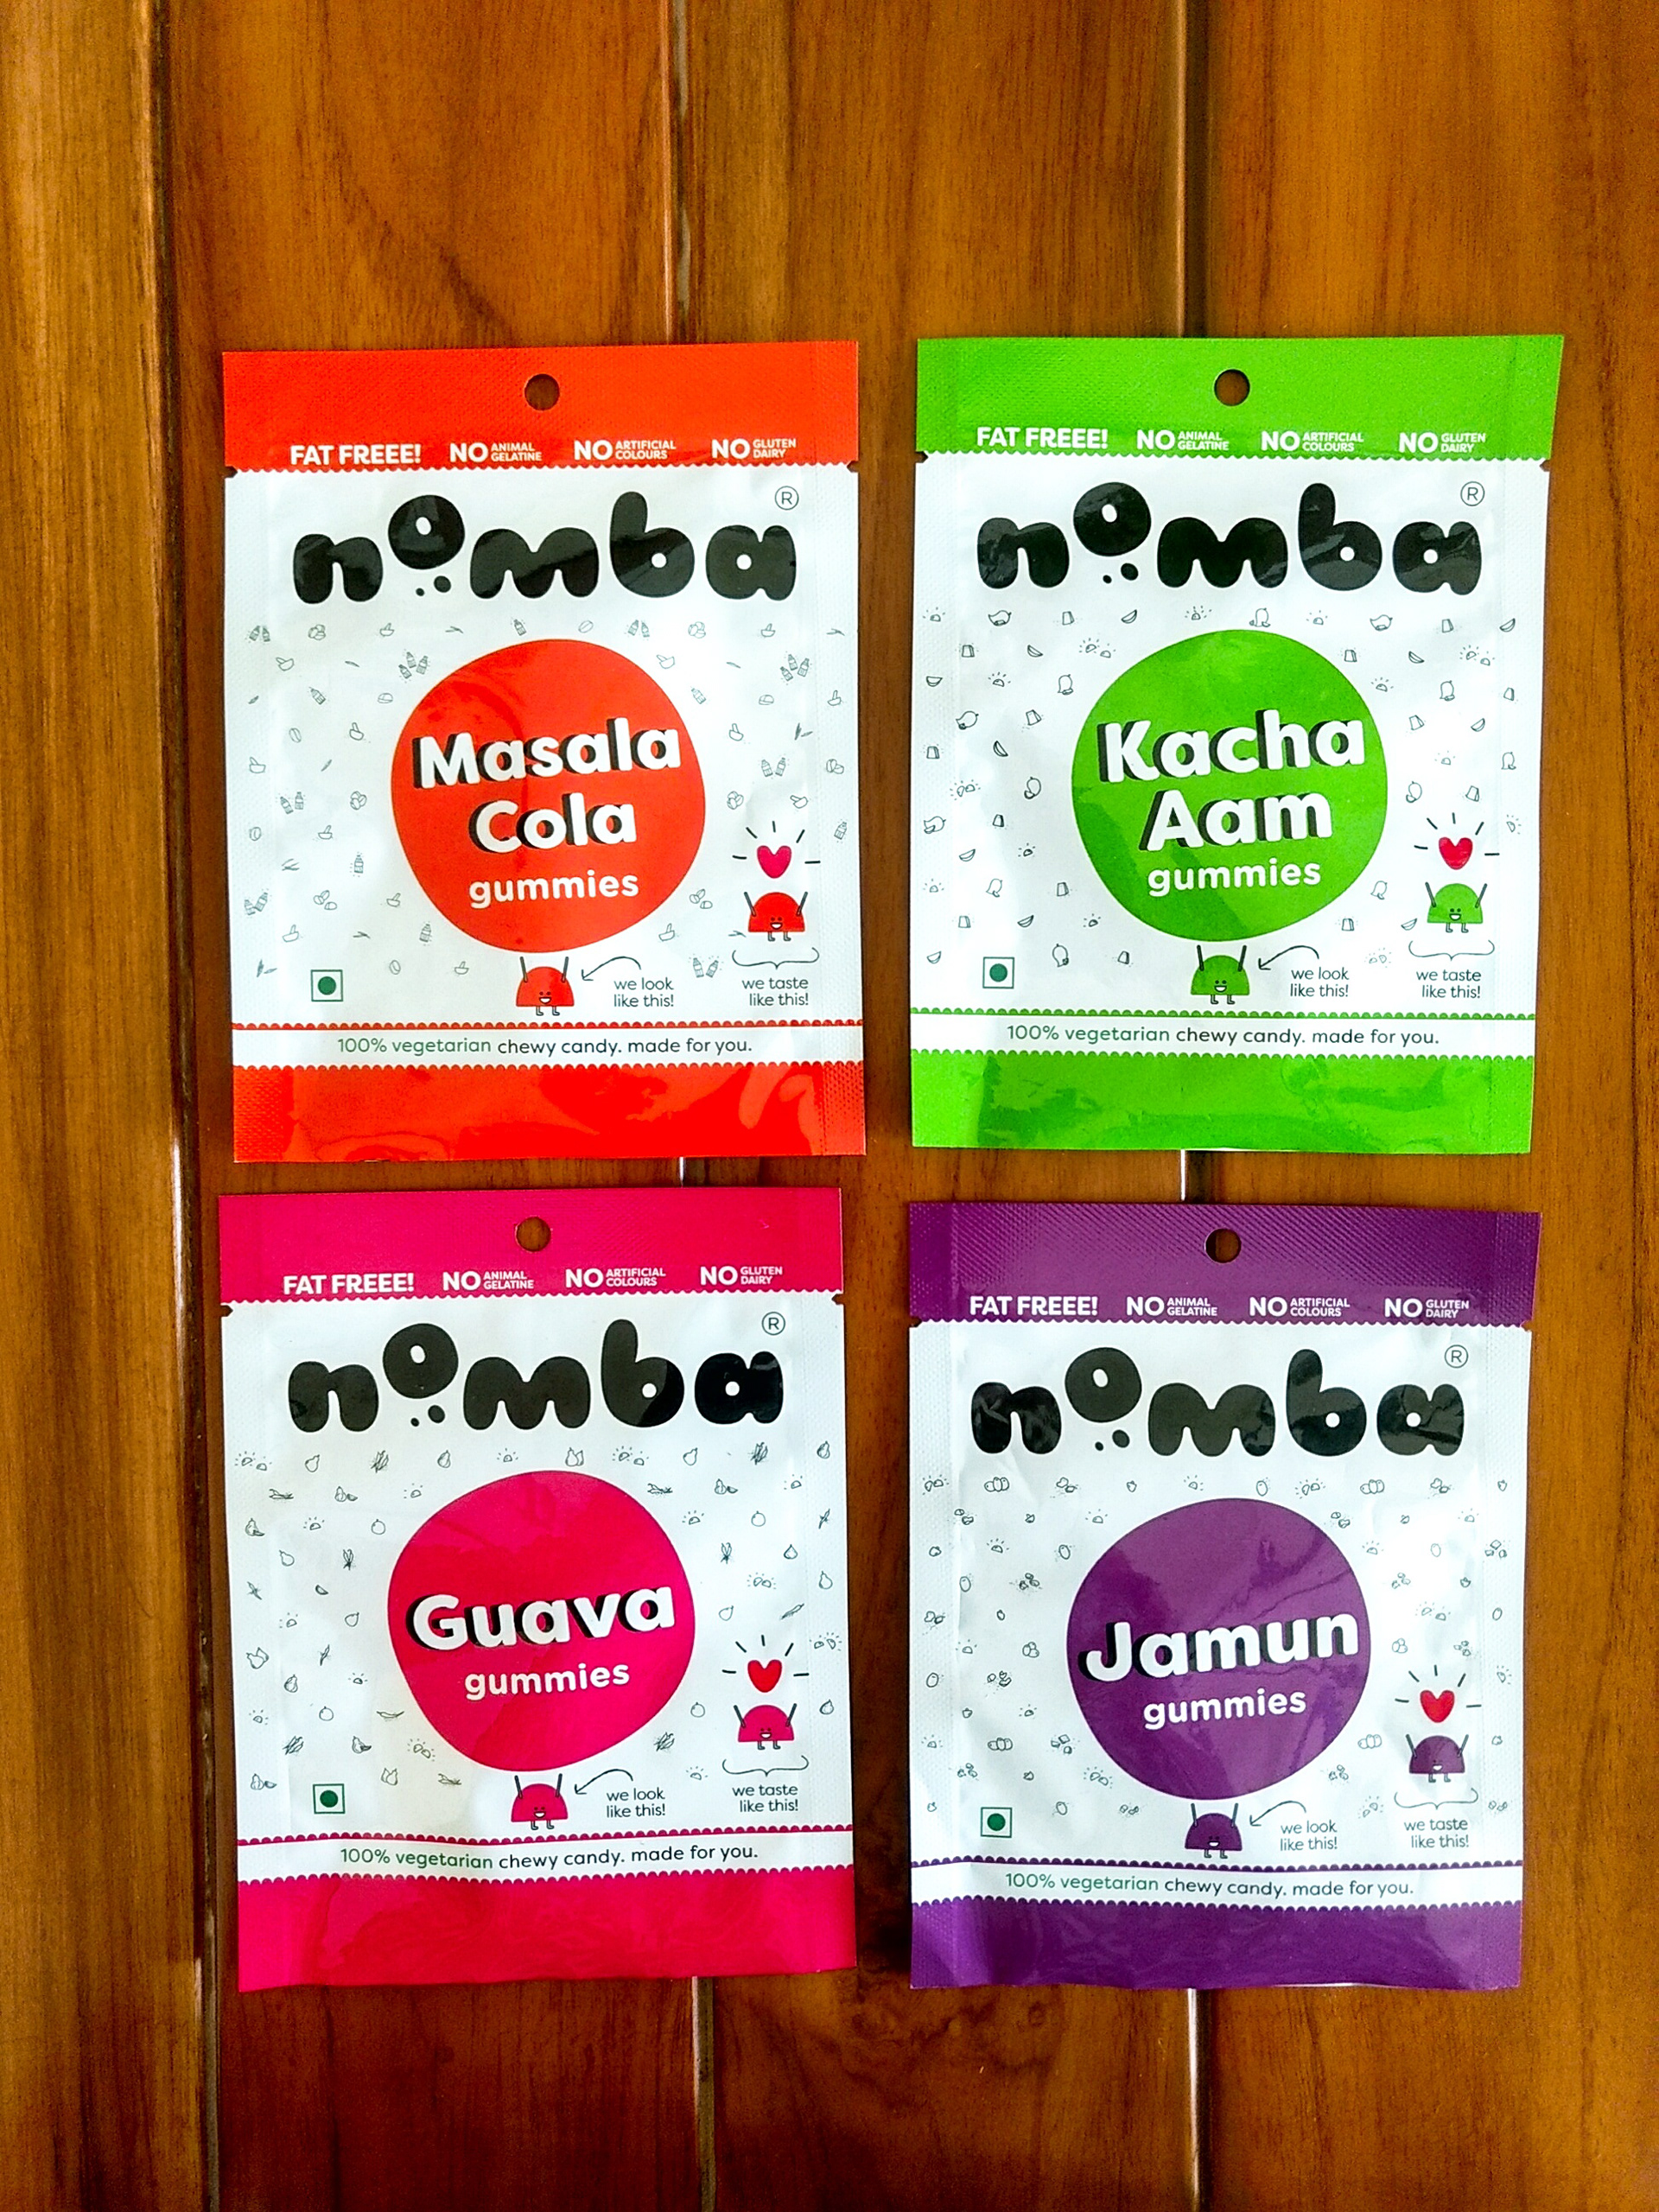 FAT FREEE! NO ANIMAL GELATINE NO ARTIFICIAL COLOURS NO GLUTEN DAIRY
nomba ®
Masala
Cola
gummies
we look
like this!
we taste
like this!
100% vegetarian chewy candy. made for you.
FAT FREEE! NO ANIMAL GELATINE NO ARTIFICIAL COLOURS NO GLUTEN DAIRY
nomba ®
Kacha
Aam
gummies
we look
like this!
we taste
like this!
100% vegetarian chewy candy. made for you.
FAT FREEE! NO ANIMAL GELATINE NO ARTIFICIAL COLOURS NO GLUTEN DAIRY
nomba ®
Guava
gummies
we look
like this!
we taste
like this!
100% vegetarian chewy candy. made for you.
FAT FREEE! NO ANIMAL GELATINE NO ARTIFICIAL COLOURS NO GLUTEN DAIRY
nomba ®
Jamun
gummies
we look
like this!
we taste
like this!
100% vegetarian chewy candy. made for you.